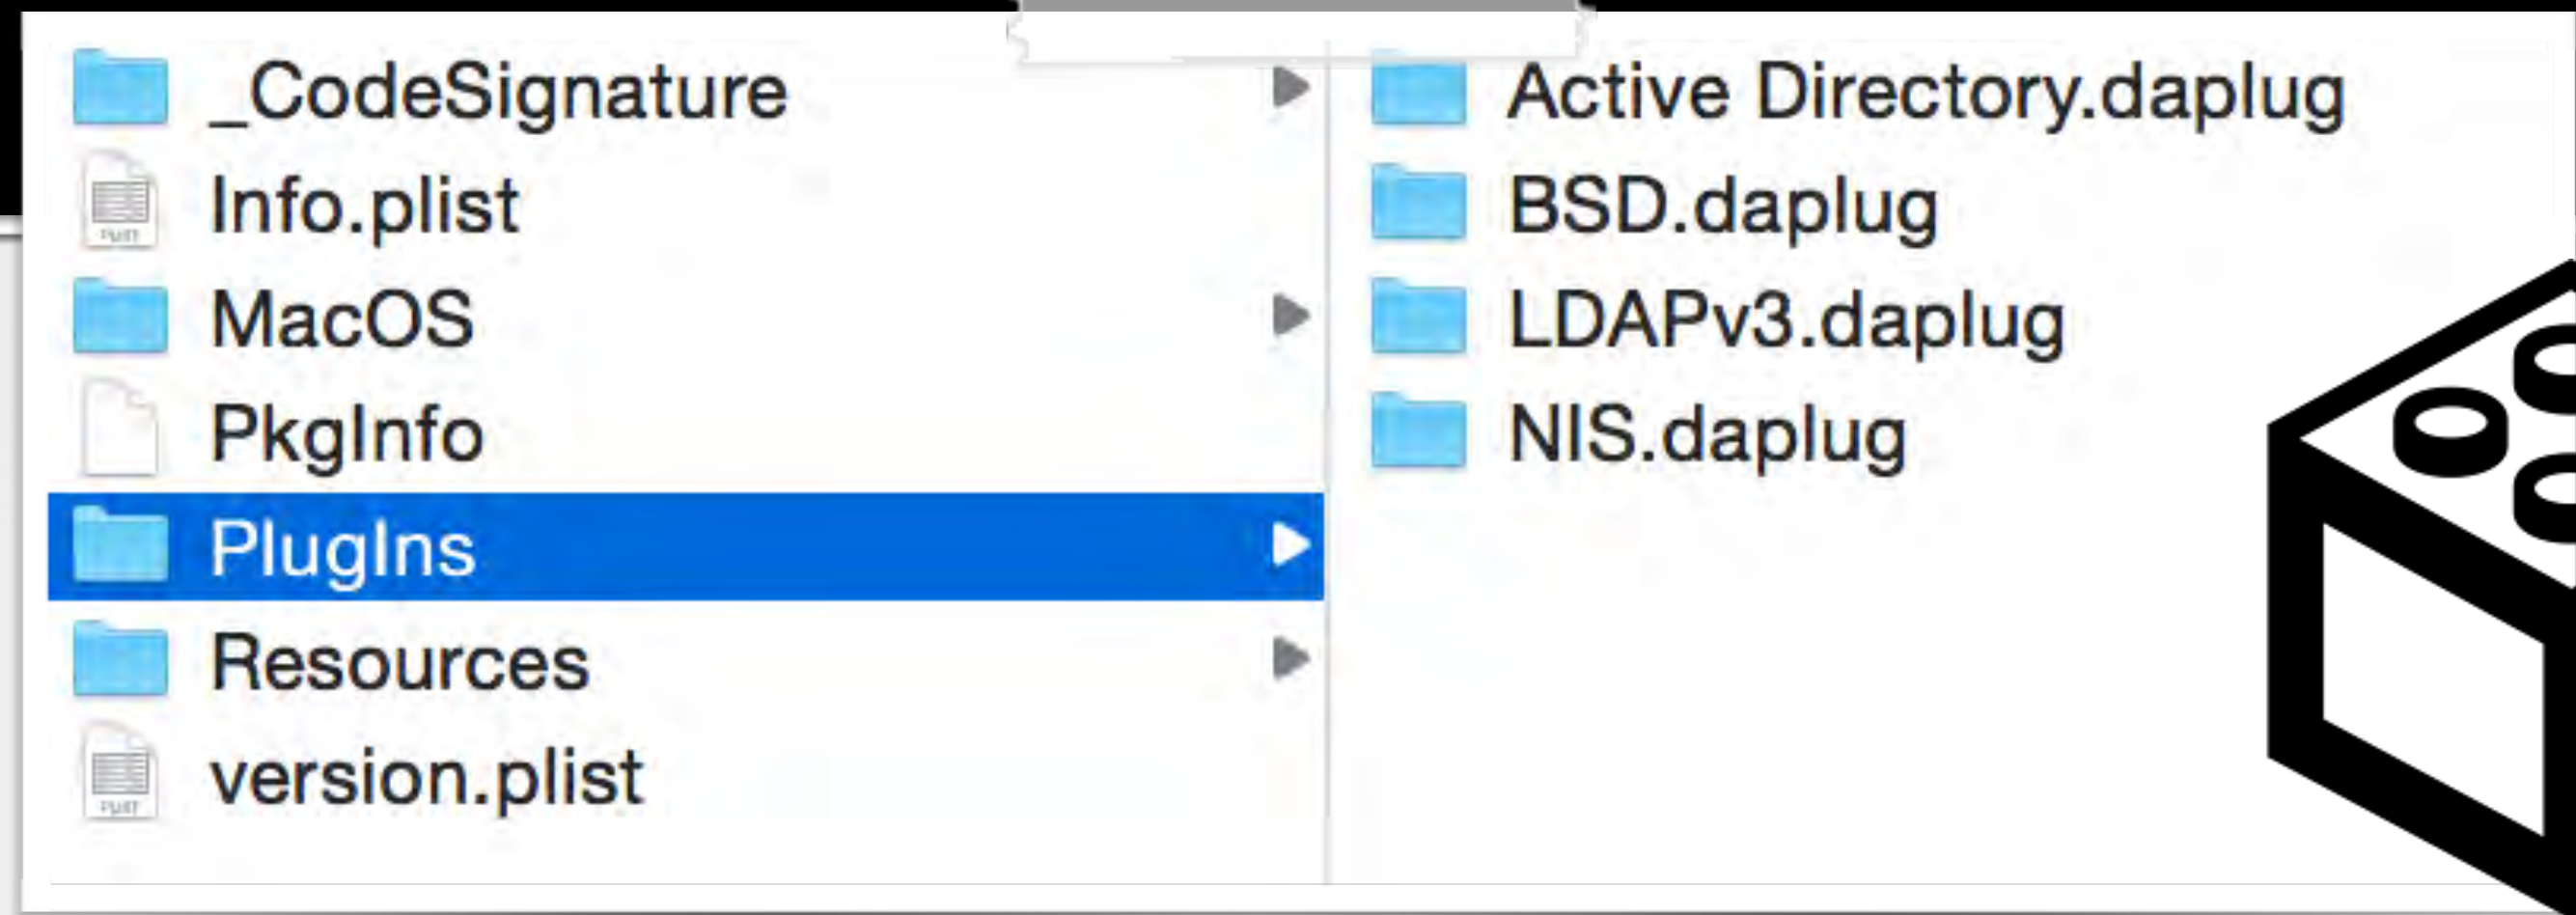 _CodeSignature
Info.plist
MacOS
PkgInfo
PlugIns
Resources
version.plist
Active Directory.daplug
BSD.daplug
LDAPv3.daplug
NIS.daplug